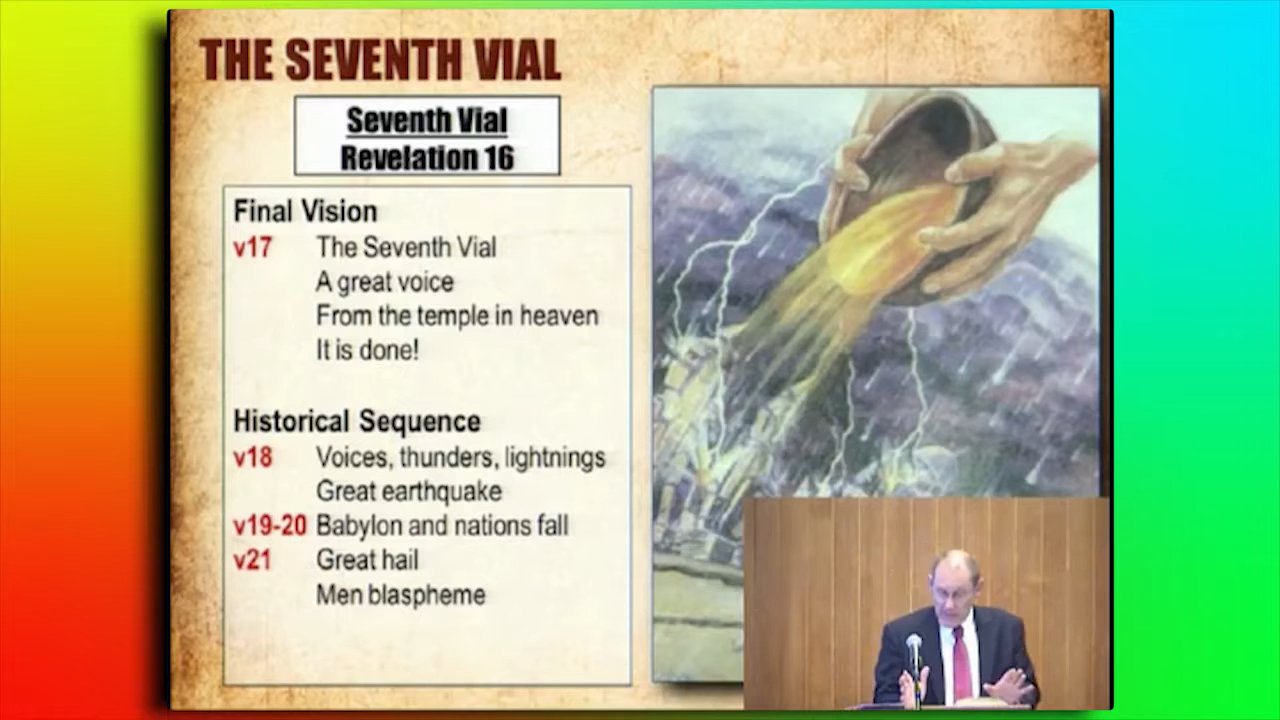 THE SEVENTH VIAL
Seventh Vial
Revelation 16
Final Vision
v17 The Seventh Vial
A great voice
From the temple in heaven
It is done!
Historical Sequence
v18 Voices, thunders, lightnings
Great earthquake
v19-20 Babylon and nations fall
v21 Great hail
Men blaspheme